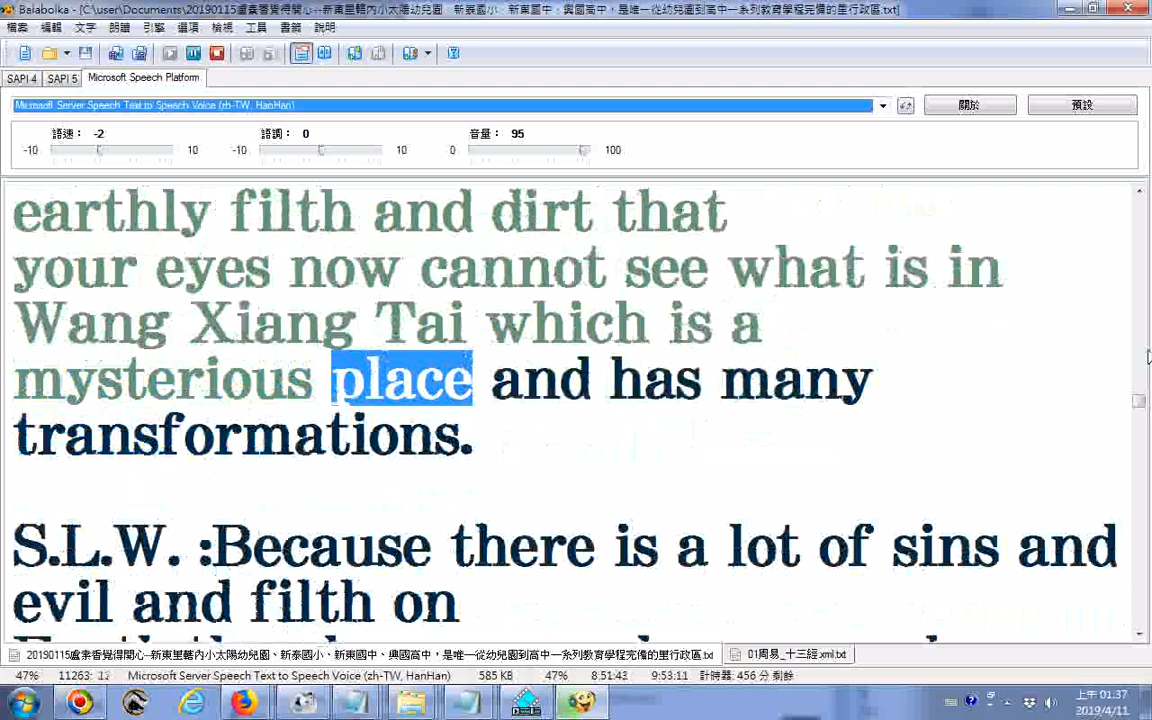 Balabolka - [C:\user\Documents\20190115盧素香覺得開心--新東里轄內小太陽幼兒園、新泰國小、新東國中、興國高中，是唯一從幼兒園到高中一系列教育學程完備的里行政區.txt]
檔案 編輯 文字 朗讀 引擎 選項 檢視 工具 書籤 說明
SAPI 4 SAPI 5 Microsoft Speech Platform
Microsoft Server Speech Text to Speech Voice (zh-TW, HanHan) 關於 預設
語速： -2 語調： 0 音量： 95
-10 10 -10 10 0 100
earthly filth and dirt that
your eyes now cannot see what is in
Wang Xiang Tai which is a
mysterious place and has many
transformations.
S.L.W. :Because there is a lot of sins and
evil and filth on
20190115盧素香覺得開心--新東里轄內小太陽幼兒園、新泰國小、新東國中、興國高中，是唯一從幼兒園到高中一系列教育學程完備的里行政區.txt 01周易_十三經.xml.txt
47% 11263: 12 Microsoft Server Speech Text to Speech Voice (zh-TW, HanHan) 585 KB 47% 8:51:43 9:53:11 計時器: 456 分 剩餘
上午 01:37
2019/4/11